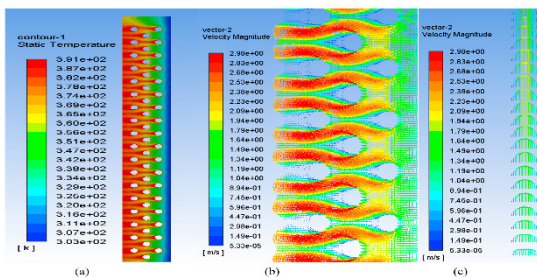 contour-1
Static Temperature
3.91e+02
3.87e+02
3.82e+02
3.78e+02
3.74e+02
3.69e+02
3.65e+02
3.60e+02
3.56e+02
3.51e+02
3.47e+02
3.42e+02
3.38e+02
3.34e+02
3.29e+02
3.25e+02
3.20e+02
3.16e+02
3.11e+02
3.07e+02
3.03e+02
[ k ]
(a)
vector-2
Velocity Magnitude
2.98e+00
2.83e+00
2.68e+00
2.53e+00
2.38e+00
2.23e+00
2.09e+00
1.94e+00
1.79e+00
1.64e+00
1.49e+00
1.34e+00
1.19e+00
1.04e+00
8.94e-01
7.45e-01
5.96e-01
4.47e-01
2.98e-01
1.49e-01
5.33e-05
[ m/s ]
(b)
vector-2
Velocity Magnitude
2.98e+00
2.83e+00
2.68e+00
2.53e+00
2.38e+00
2.23e+00
2.09e+00
1.94e+00
1.79e+00
1.64e+00
1.49e+00
1.34e+00
1.19e+00
1.04e+00
8.94e-01
7.45e-01
5.96e-01
4.47e-01
2.98e-01
1.49e-01
5.33e-05
[ m/s ]
(c)